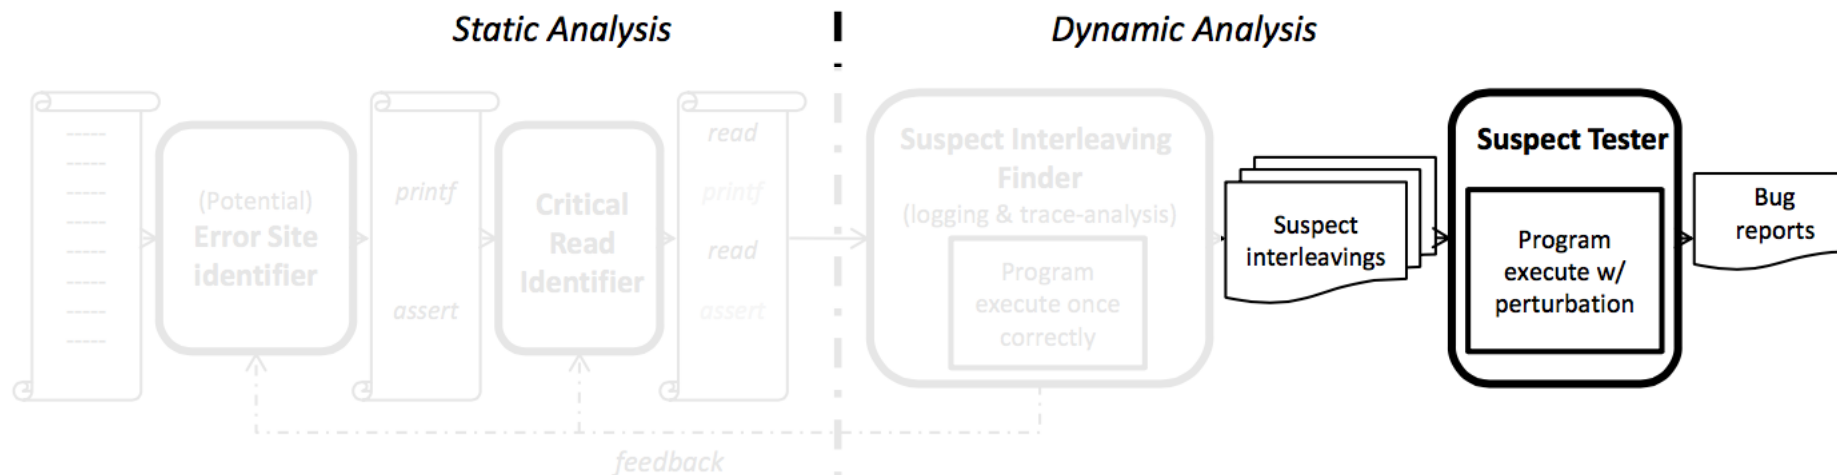 Static Analysis
Dynamic Analysis
(Potential)
Error Site
identifier
printf
assert
Critical
Read
Identifier
read
printf
read
assert
Suspect Interleaving
Finder
(logging & trace-analysis)
Program
execute once
correctly
Suspect
interleavings
Suspect Tester
Program
execute w/
perturbation
Bug
reports
feedback